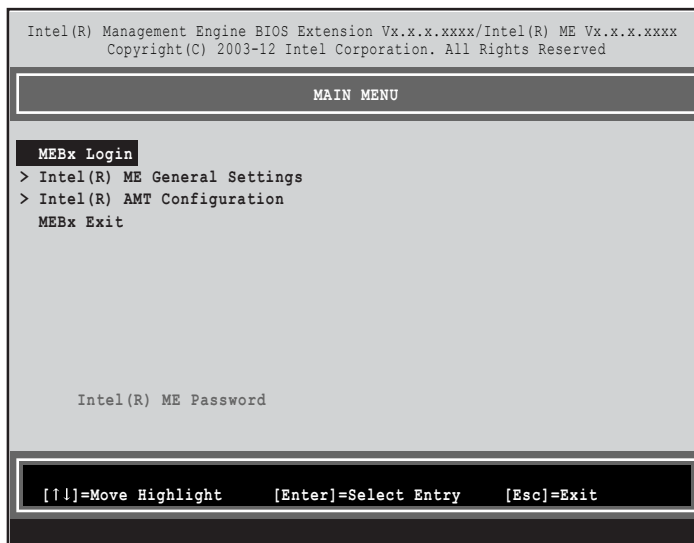 Intel(R) Management Engine BIOS Extension Vx.x.x.xxxx/Intel(R) ME Vx.x.x.xxxx
Copyright(C) 2003-12 Intel Corporation. All Rights Reserved
MAIN MENU
MEBx Login
> Intel(R) ME General Settings
> Intel(R) AMT Configuration
MEBx Exit
Intel(R) ME Password
[↑↓]=Move Highlight [Enter]=Select Entry [Esc]=Exit